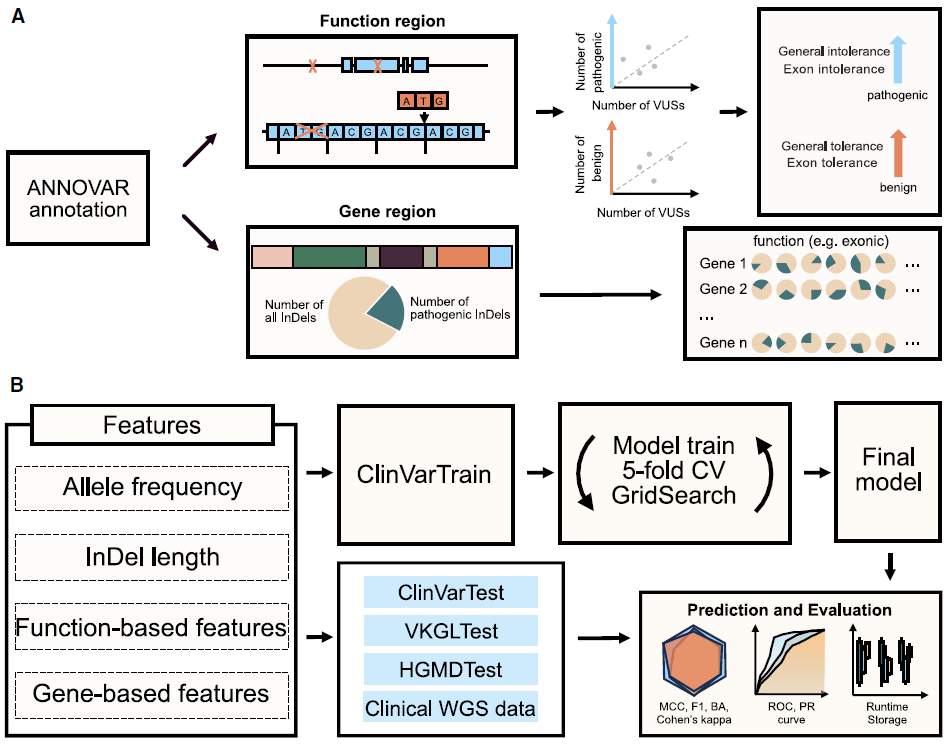 A
Function region
A T G
A T G A C G A C G A C G
ANNOVAR
annotation
Number of
pathogenic
Number of VUSs
Number of
benign
Number of VUSs
General intolerance
Exon intolerance
pathogenic
General tolerance
Exon tolerance
benign
Gene region
Number of
all InDels
Number of
pathogenic InDels
function (e.g. exonic)
Gene 1 ...
Gene 2 ...
...
Gene n ...
B
Features
Allele frequency
InDel length
Function-based features
Gene-based features
ClinVarTrain
Model train
5-fold CV
GridSearch
Final
model
ClinVarTest
VKGLTest
HGMDTest
Clinical WGS data
Prediction and Evaluation
MCC, F1, BA,
Cohen's kappa
ROC, PR
curve
Runtime
Storage